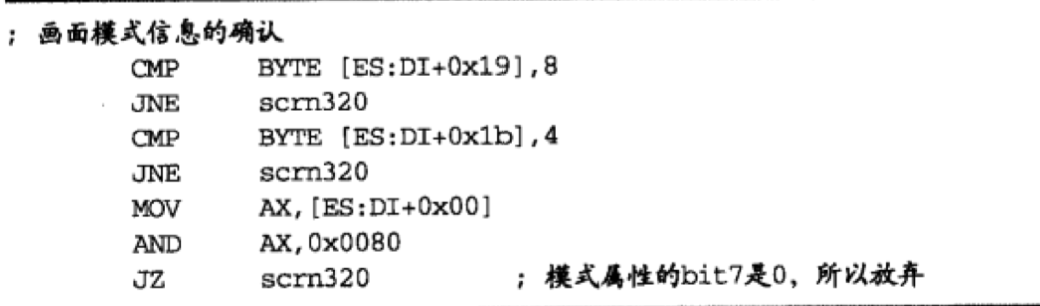 ; 画面模式信息的确认
CMP BYTE [ES:DI+0x19],8
JNE scrn320
CMP BYTE [ES:DI+0x1b],4
JNE scrn320
MOV AX,[ES:DI+0x00]
AND AX,0x0080
JZ scrn320 ; 模式属性的bit7是0，所以放弃